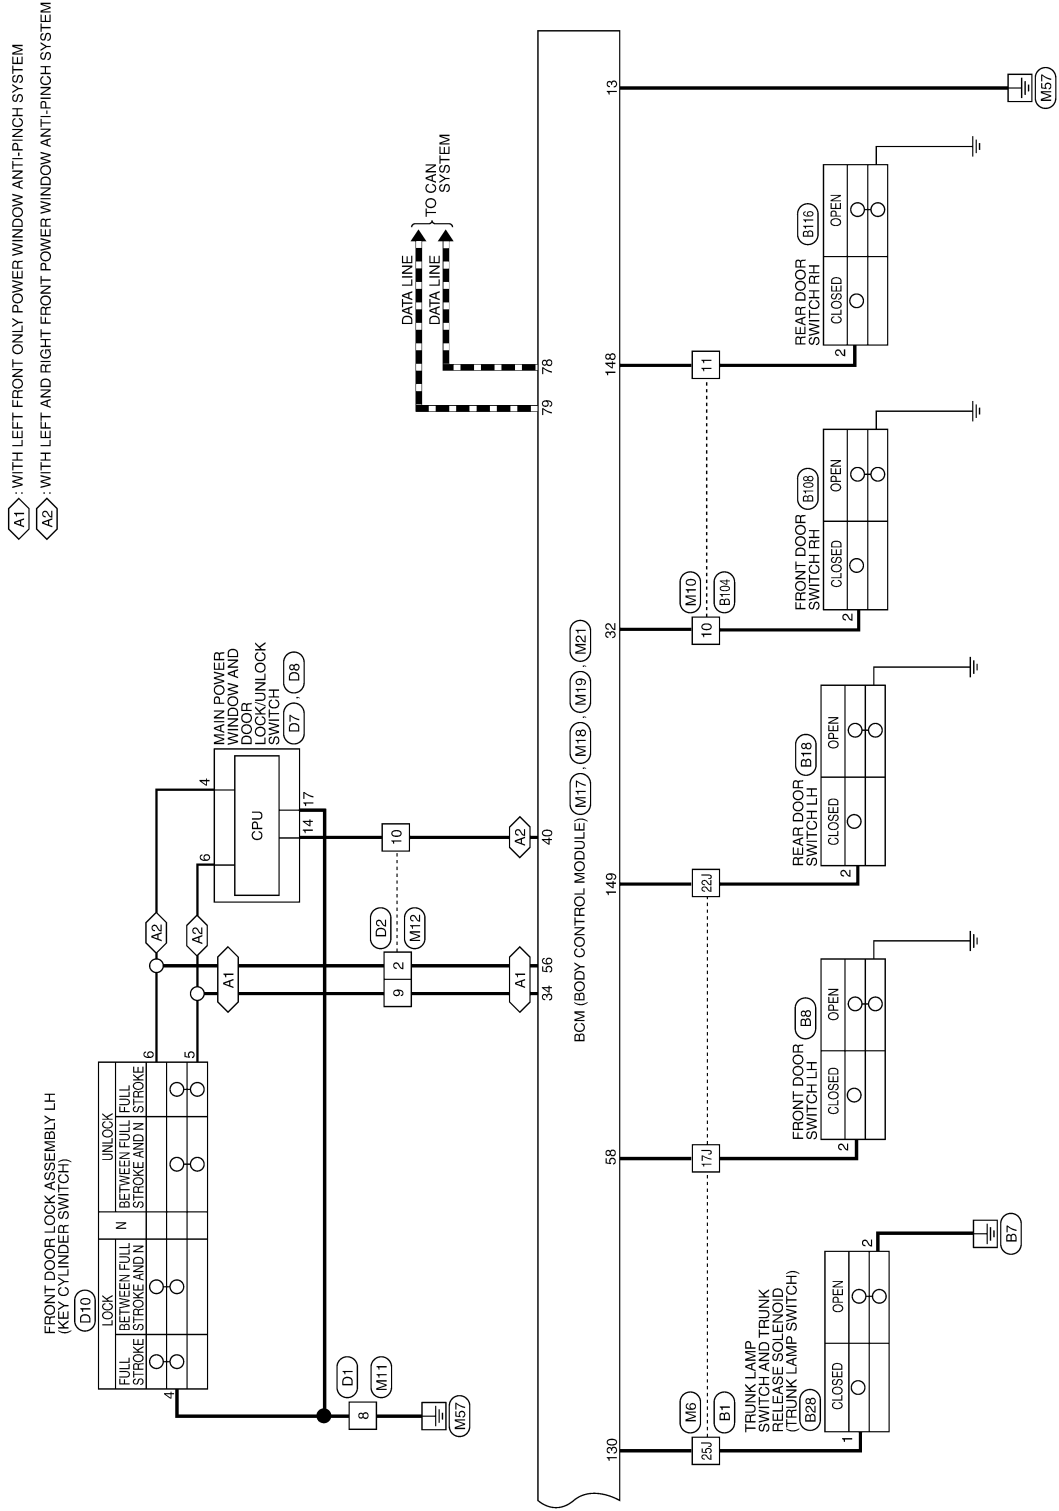 A1 : WITH LEFT FRONT ONLY POWER WINDOW ANTI-PINCH SYSTEM
A2 : WITH LEFT AND RIGHT FRONT POWER WINDOW ANTI-PINCH SYSTEM
FRONT DOOR LOCK ASSEMBLY LH
(KEY CYLINDER SWITCH)
D10
LOCK
N
UNLOCK
FULL
STROKE
BETWEEN FULL
STROKE AND N
BETWEEN FULL
STROKE AND N
FULL
STROKE
4
6
5
A2
A2
A1
MAIN POWER
WINDOW AND
DOOR
LOCK/UNLOCK
SWITCH
D7 , D8
4
6
CPU
14
17
8
D1
M11
M57
9
2
10
D2
M12
A1
A2
34
56
40
DATA LINE
DATA LINE
TO CAN
SYSTEM
79
78
BCM (BODY CONTROL MODULE) M17 , M18 , M19 , M21
130
58
149
32
148
13
25J
17J
22J
10
11
M6
B1
M10
B104
M57
TRUNK LAMP
SWITCH AND TRUNK
RELEASE SOLENOID
(TRUNK LAMP SWITCH)
B28
1
CLOSED
OPEN
2
B7
FRONT DOOR
SWITCH LH
B8
2
CLOSED
OPEN
REAR DOOR
SWITCH LH
B18
2
CLOSED
OPEN
FRONT DOOR
SWITCH RH
B108
2
CLOSED
OPEN
REAR DOOR
SWITCH RH
B116
2
CLOSED
OPEN